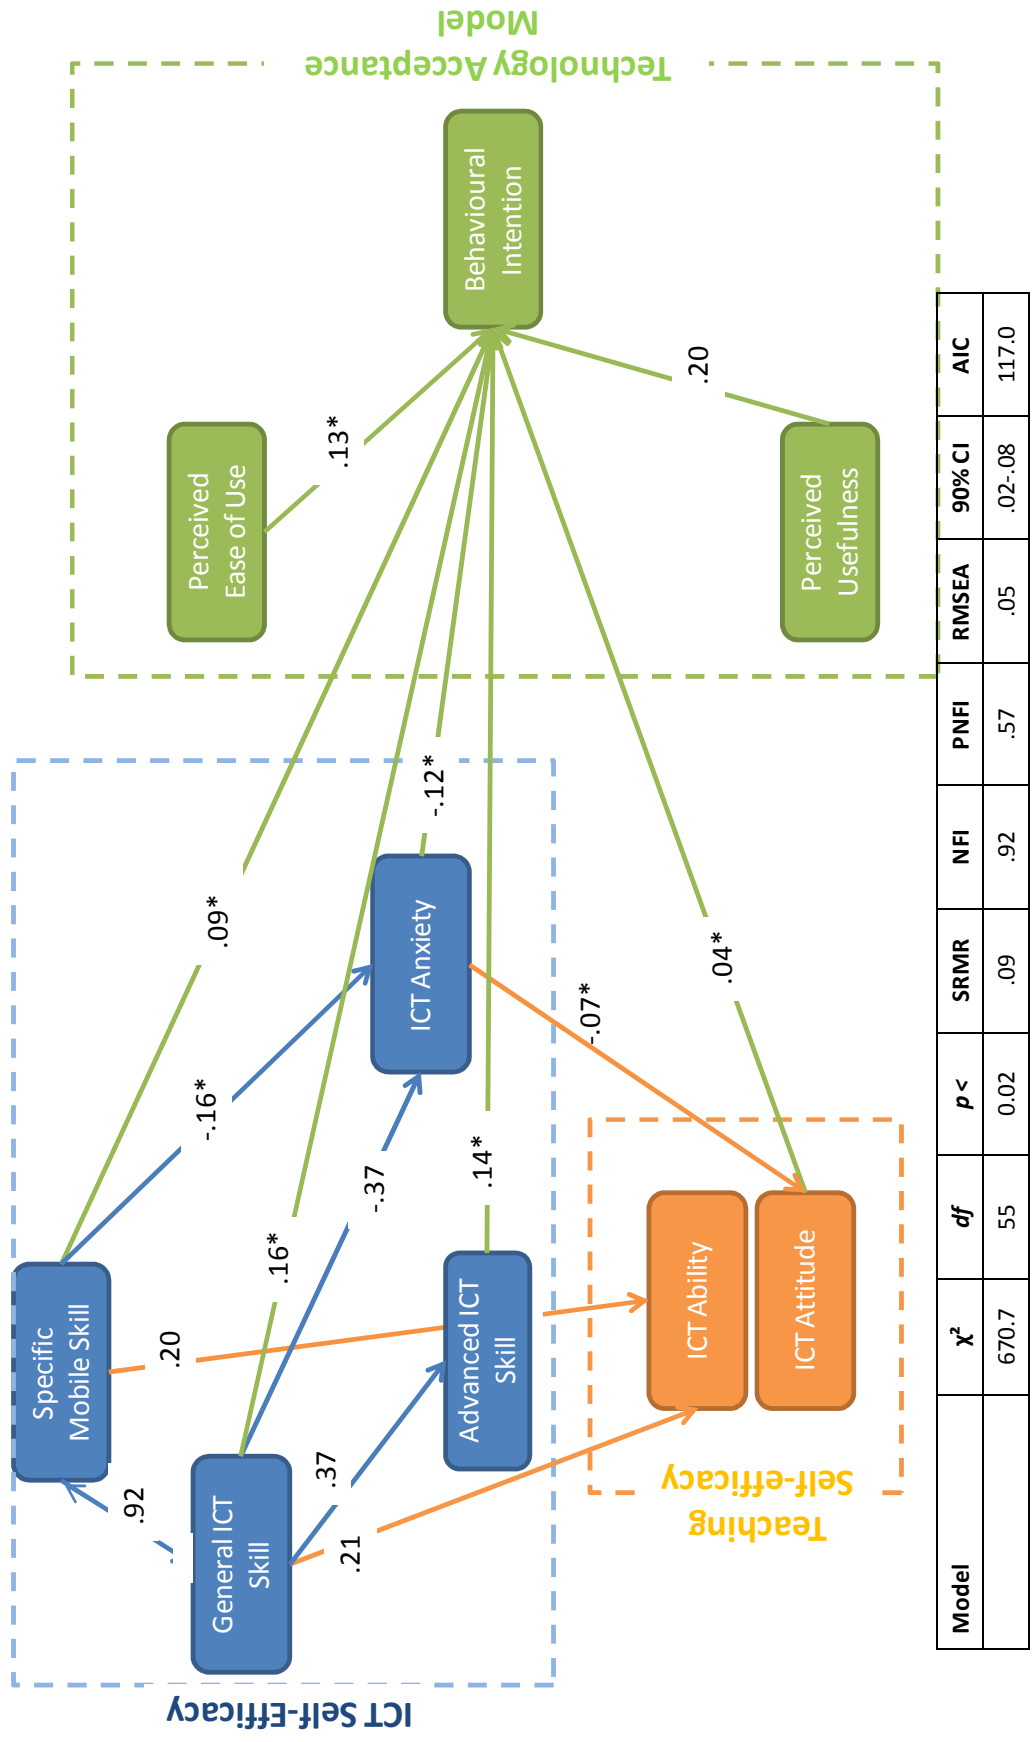 ICT Self-Efficacy
Specific
Mobile Skill
General ICT
Skill
Advanced ICT
Skill
ICT Anxiety
Teaching
Self-efficacy
ICT Ability
ICT Attitude
Technology Acceptance
Model
Perceived
Ease of Use
Behavioural
Intention
Perceived
Usefulness
.92
.20
-.16*
.09*
.16*
-.37
.37
.21
.14*
-.12*
-.07*
.04*
.13*
.20
Model χ² df p < SRMR NFI PNFI RMSEA 90% CI AIC
670.7 55 0.02 .09 .92 .57 .05 .02-.08 117.0